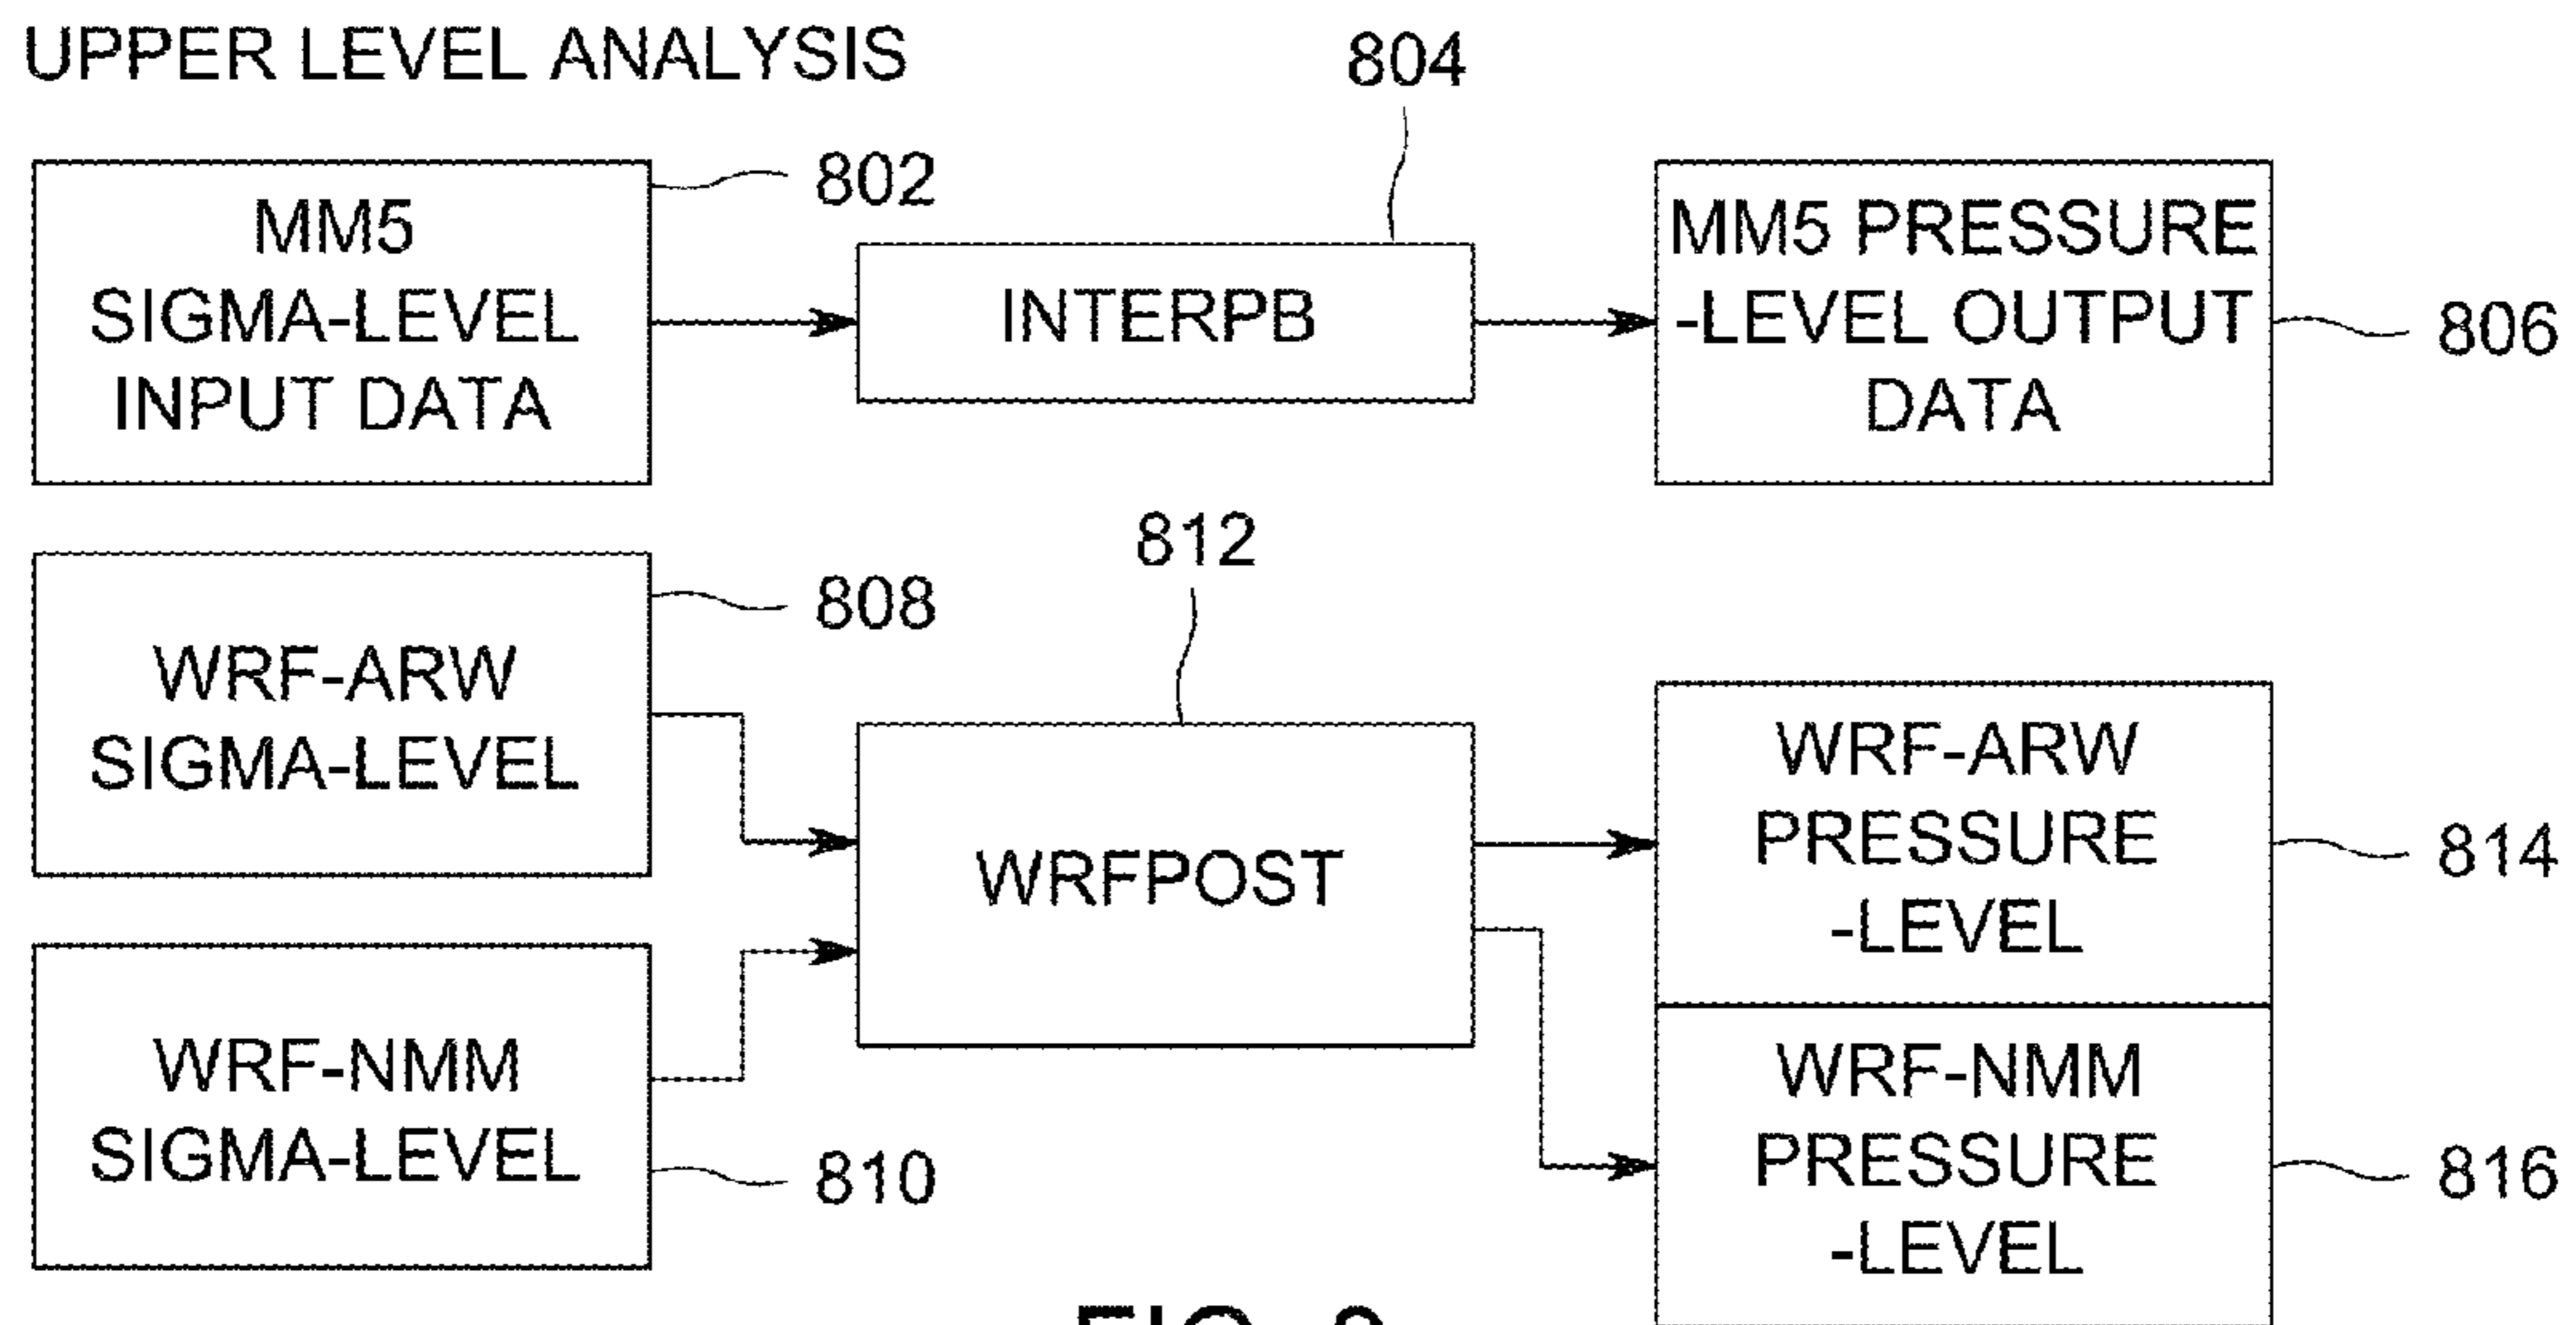 UPPER LEVEL ANALYSIS
804
802
MM5
SIGMA-LEVEL
INPUT DATA
INTERPB
MM5 PRESSURE
-LEVEL OUTPUT
DATA
806
812
808
WRF-ARW
SIGMA-LEVEL
WRFPOST
WRF-ARW
PRESSURE
-LEVEL
814
WRF-NMM
SIGMA-LEVEL
810
WRF-NMM
PRESSURE
-LEVEL
816